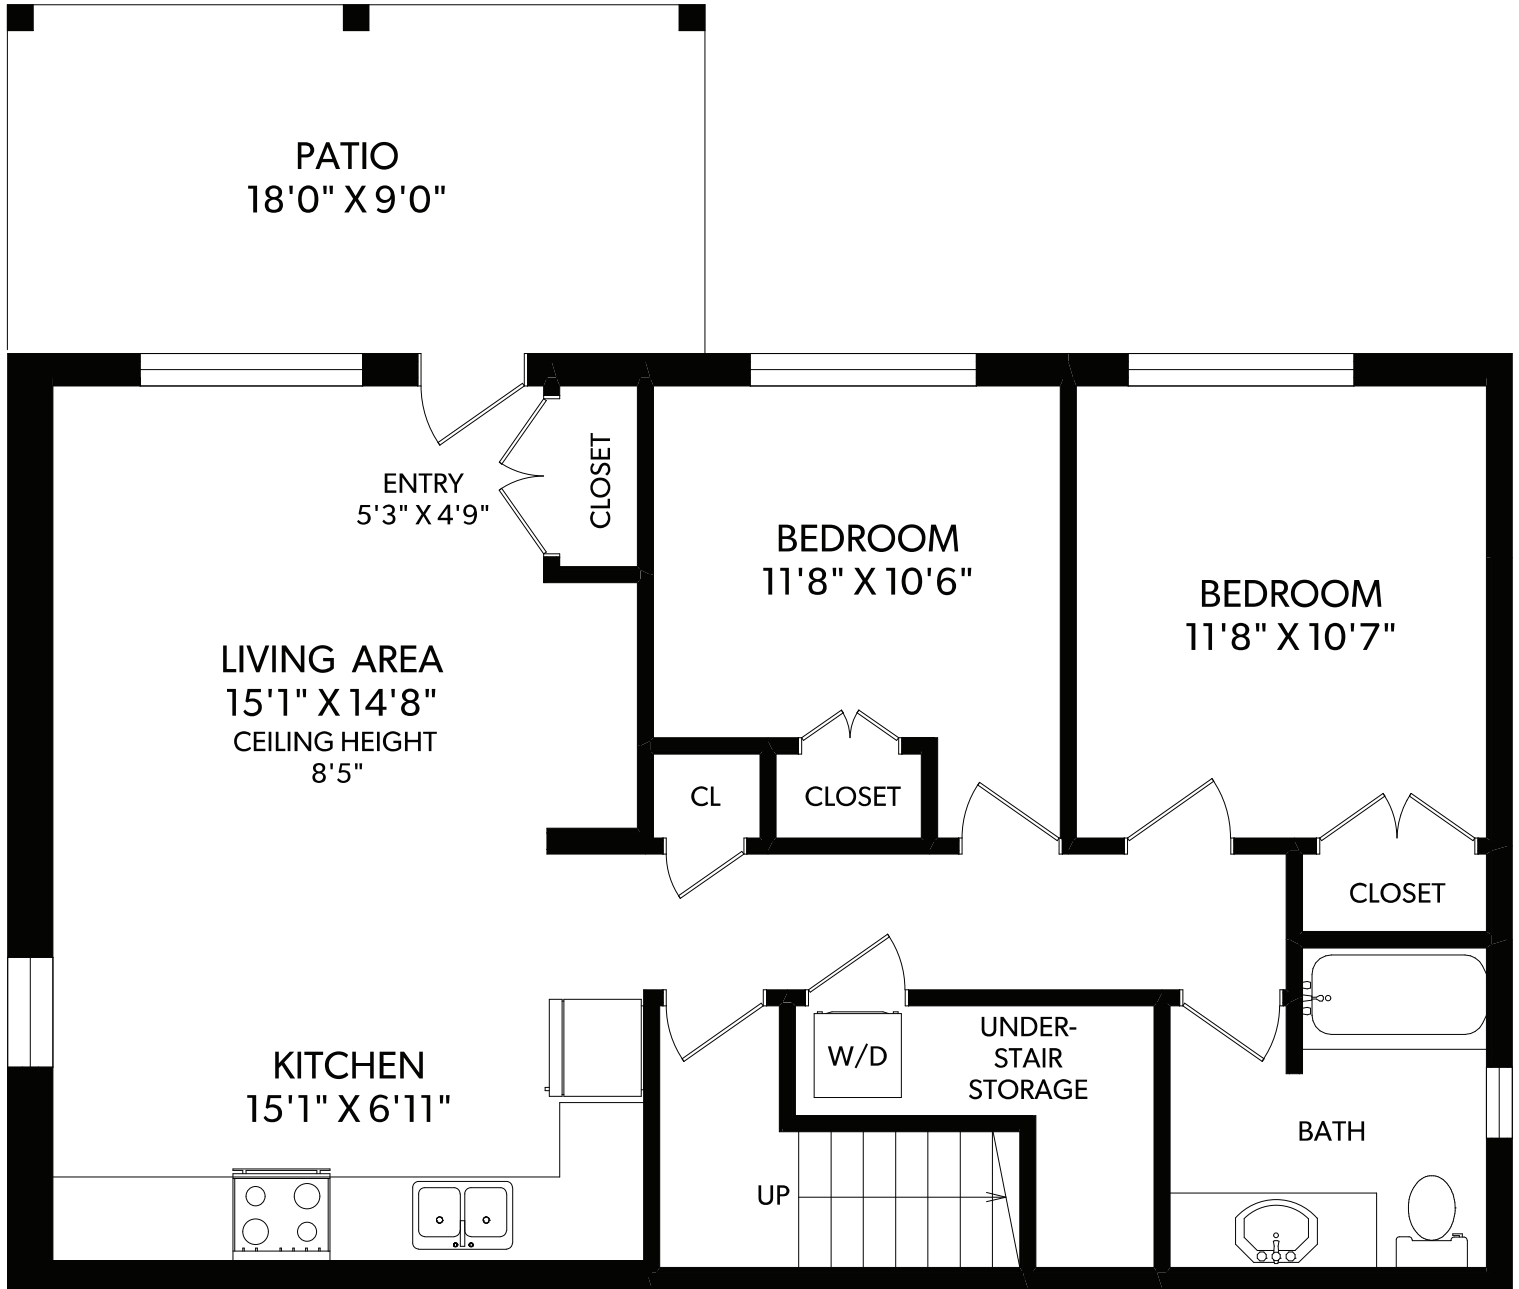 PATIO
18'0" X 9'0"
ENTRY
5'3" X 4'9"
CLOSET
BEDROOM
11'8" X 10'6"
BEDROOM
11'8" X 10'7"
LIVING AREA
15'1" X 14'8"
CEILING HEIGHT
8'5"
CL
CLOSET
CLOSET
KITCHEN
15'1" X 6'11"
W/D
UNDER-
STAIR
STORAGE
BATH
UP